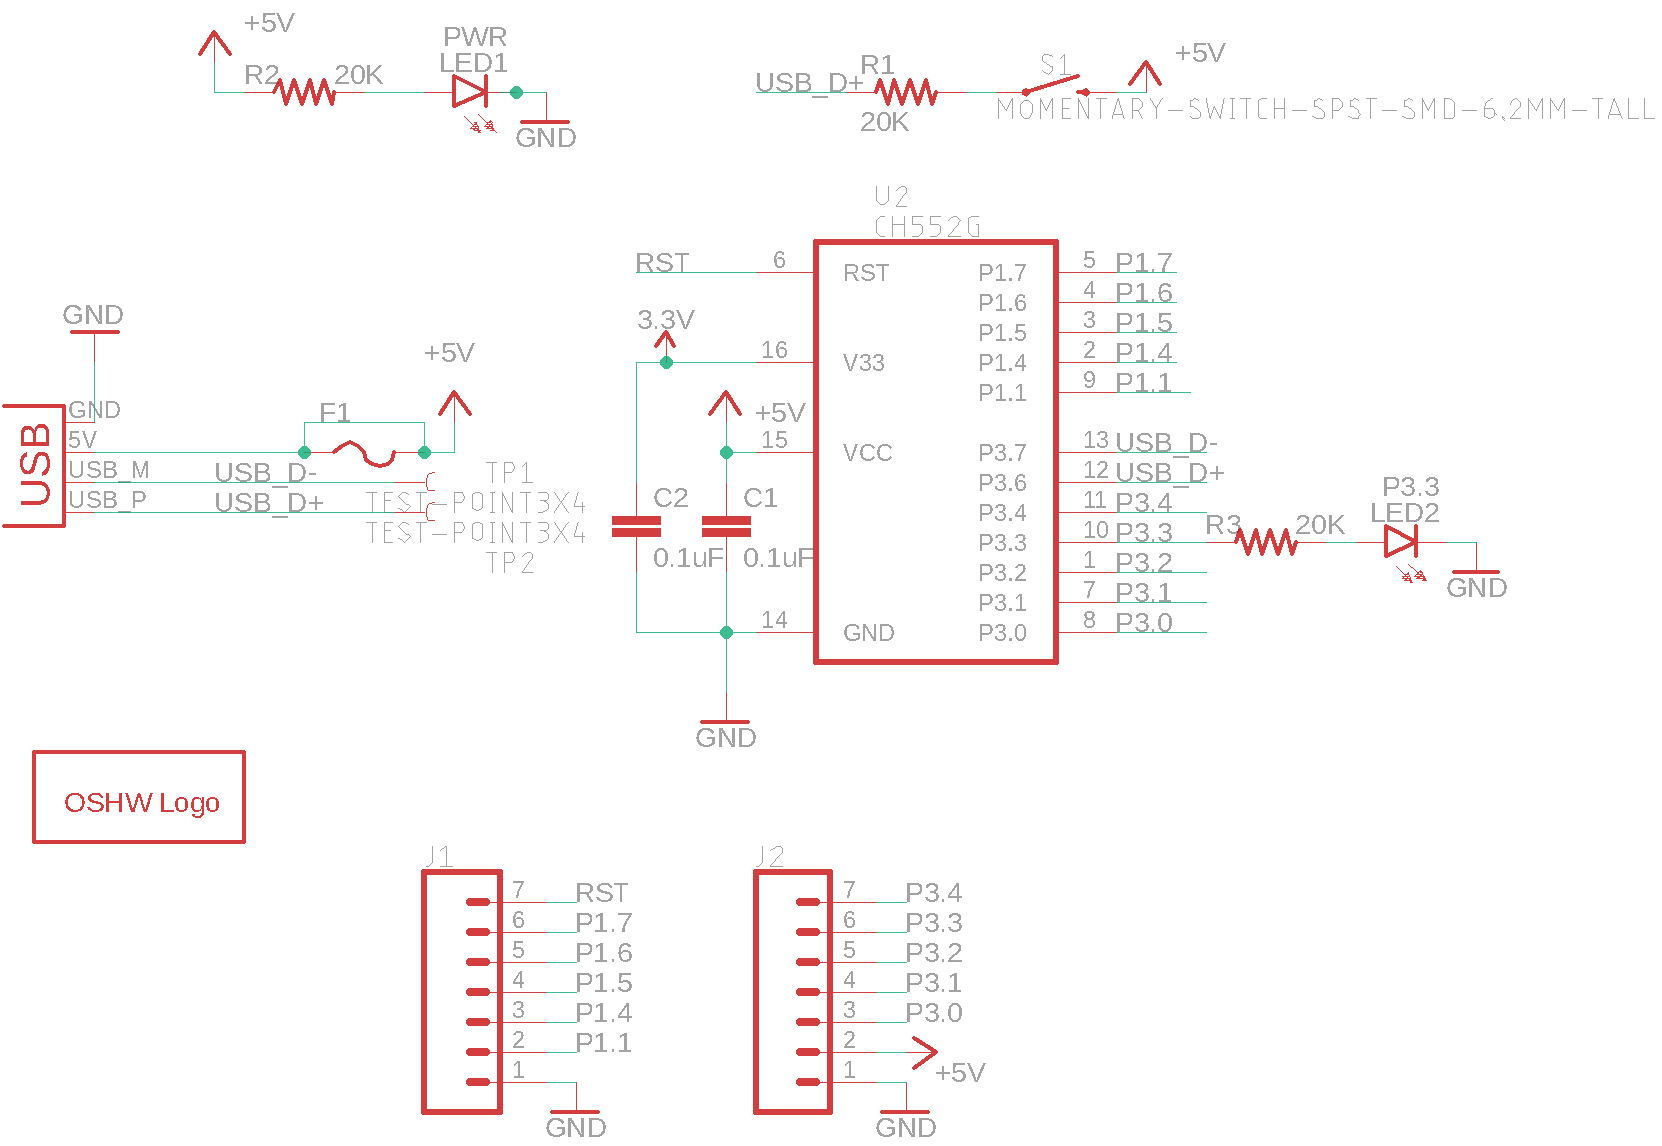 +5V
R2 20K
PWR
LED1
GND
USB_D+
R1
20K
S1
+5V
MOMENTARY-SWITCH-SPST-SMD-6.2MM-TALL
U2
CH552G
RST 6 RST P1.7 5 P1.7
P1.6 4 P1.6
3.3V P1.5 3 P1.5
16 V33 P1.4 2 P1.4
P1.1 9 P1.1
+5V
15 VCC P3.7 13 USB_D-
P3.6 12 USB_D+
P3.4 11 P3.4
P3.3 10 P3.3
P3.2 1 P3.2
P3.1 7 P3.1
14 GND P3.0 8 P3.0
C2
0.1uF
C1
0.1uF
GND
R3 20K
P3.3
LED2
GND
GND
USB
GND
5V
USB_M USB_D-
USB_P USB_D+
F1
+5V
TP1
TEST-POINT3X4
TEST-POINT3X4
TP2
OSHW Logo
J1
7 RST
6 P1.7
5 P1.6
4 P1.5
3 P1.4
2 P1.1
1
GND
J2
7 P3.4
6 P3.3
5 P3.2
4 P3.1
3 P3.0
2 +5V
1
GND